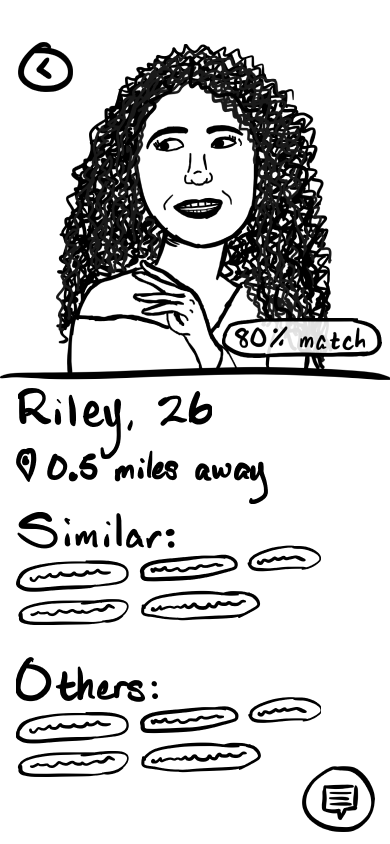 80% match
Riley, 26
0.5 miles away
Similar:
Others: